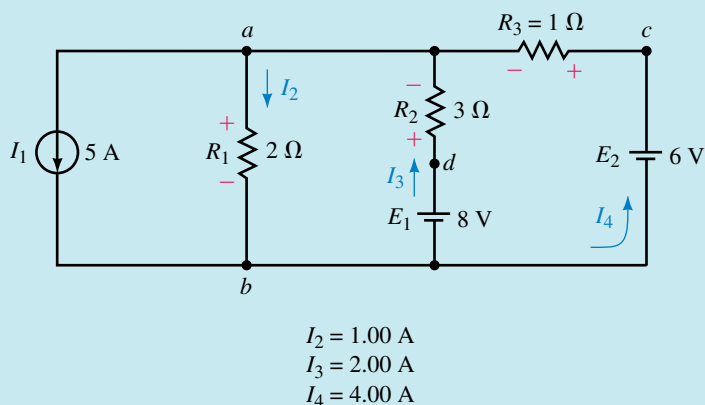 R3 = 1 Ω
a
c
− +
I2
−
R2 3 Ω
+
+
I1 5 A
R1 2 Ω
−
d
E2 6 V
I3
E1 8 V
I4
b
I2 = 1.00 A
I3 = 2.00 A
I4 = 4.00 A